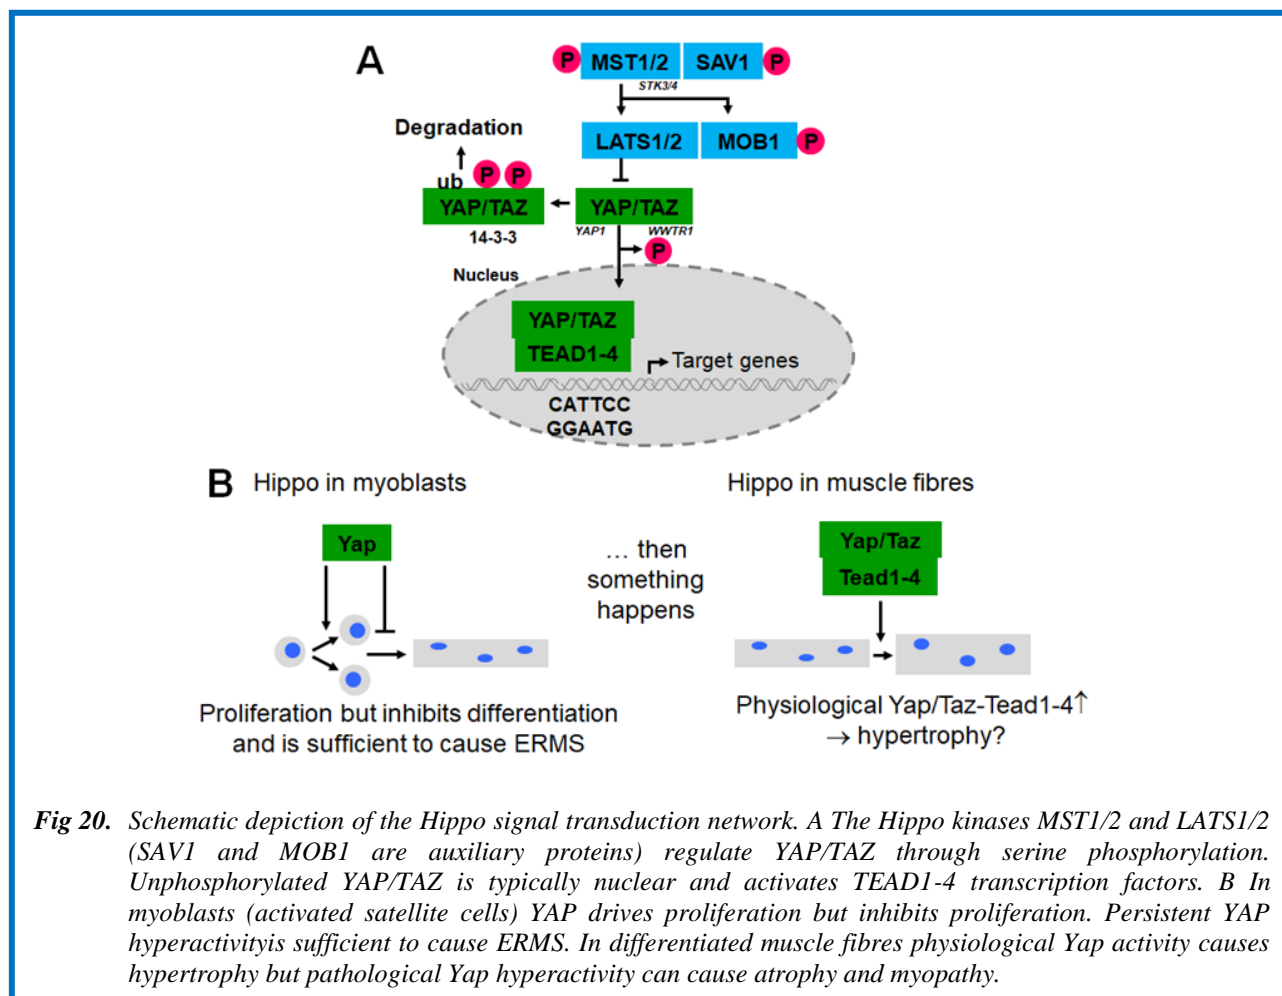 A
P MST1/2 SAV1 P
STK3/4
LATS1/2 MOB1 P
Degradation
ub P P
YAP/TAZ
14-3-3
YAP/TAZ
YAP1 WWTR1
P
Nucleus
YAP/TAZ
TEAD1-4
Target genes
CATTCC
GGAATG
B Hippo in myoblasts
Yap
Proliferation but inhibits differentiation
and is sufficient to cause ERMS
... then
something
happens
Hippo in muscle fibres
Yap/Taz
Tead1-4
Physiological Yap/Taz-Tead1-4↑
→ hypertrophy?
Fig 20. Schematic depiction of the Hippo signal transduction network. A The Hippo kinases MST1/2 and LATS1/2
(SAV1 and MOB1 are auxiliary proteins) regulate YAP/TAZ through serine phosphorylation.
Unphosphorylated YAP/TAZ is typically nuclear and activates TEAD1-4 transcription factors. B In
myoblasts (activated satellite cells) YAP drives proliferation but inhibits proliferation. Persistent YAP
hyperactivityis sufficient to cause ERMS. In differentiated muscle fibres physiological Yap activity causes
hypertrophy but pathological Yap hyperactivity can cause atrophy and myopathy.